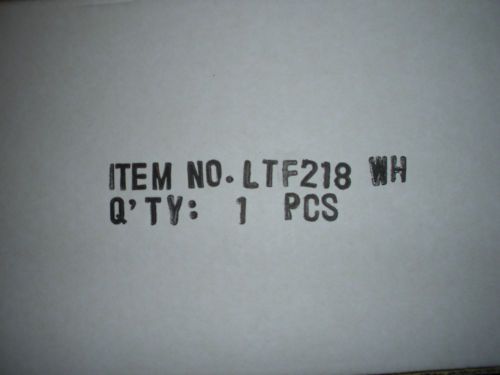 ITEM NO. LTF218 WH
Q'TY: 1 PCS